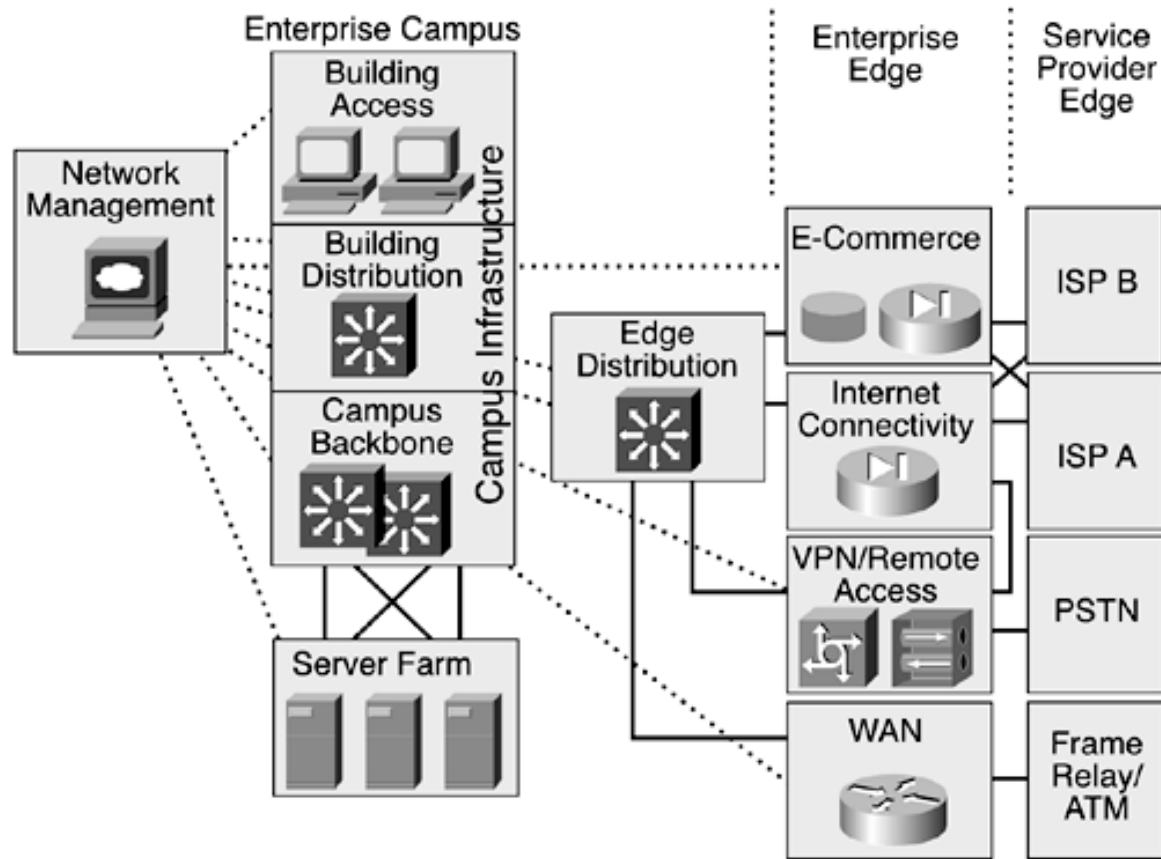 Enterprise Campus
Building
Access
Network
Management
Building
Distribution
Campus
Backbone
Campus Infrastructure
Server Farm
Edge
Distribution
Enterprise
Edge
E-Commerce
Internet
Connectivity
VPN/Remote
Access
WAN
Service
Provider
Edge
ISP B
ISP A
PSTN
Frame
Relay/
ATM